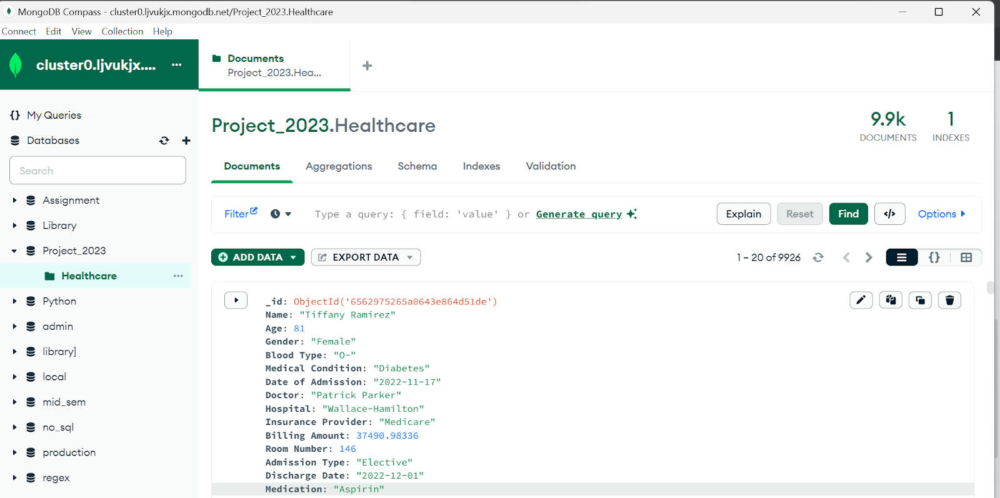 MongoDB Compass - cluster0.ljvukjx.mongodb.net/Project_2023.Healthcare
Connect Edit View Collection Help
cluster0.ljvukjx.... ...
Documents
Project_2023.Hea...
+
{} My Queries
Databases
Search
Assignment
Library
Project_2023
Healthcare ...
Python
admin
library]
local
mid_sem
no_sql
production
regex
Project_2023.Healthcare
9.9k
DOCUMENTS
1
INDEXES
Documents Aggregations Schema Indexes Validation
Filter Type a query: { field: 'value' } or Generate query Explain Reset Find </> Options
ADD DATA EXPORT DATA 1 – 20 of 9926 {}
_id: ObjectId('6562975265a0643e864d51de')
Name: "Tiffany Ramirez"
Age: 81
Gender: "Female"
Blood Type: "O-"
Medical Condition: "Diabetes"
Date of Admission: "2022-11-17"
Doctor: "Patrick Parker"
Hospital: "Wallace-Hamilton"
Insurance Provider: "Medicare"
Billing Amount: 37490.98336
Room Number: 146
Admission Type: "Elective"
Discharge Date: "2022-12-01"
Medication: "Aspirin"